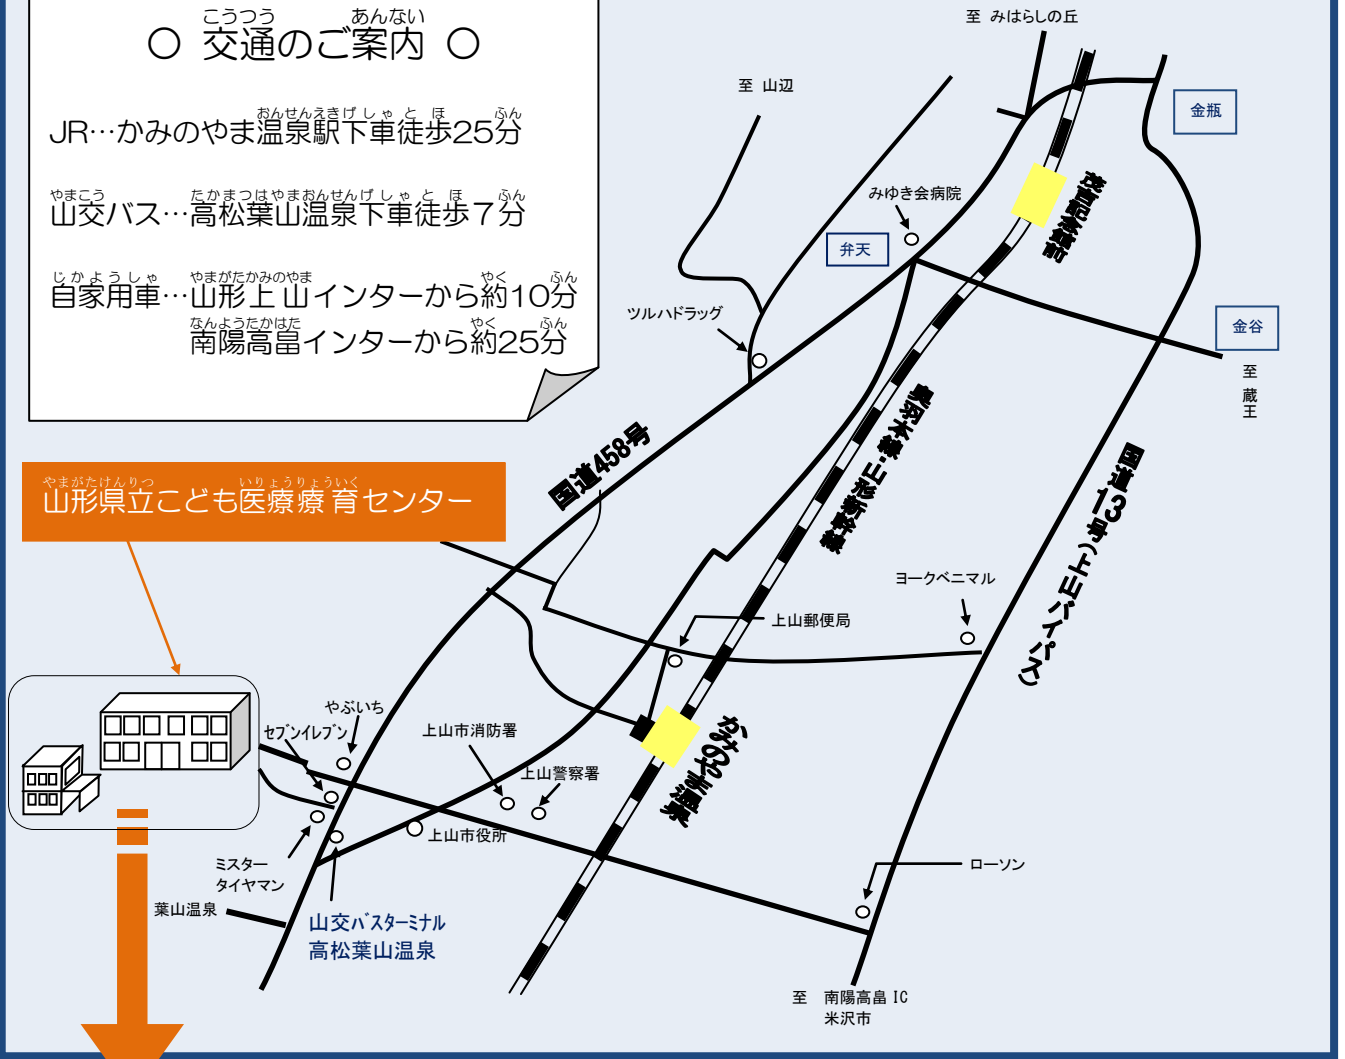 こうつう あんない
○ 交通のご案内 ○
おんせんえきげしゃとほ ふん
JR…かみのやま温泉駅下車徒歩25分
やまこう たかまつはやまおんせんげしゃとほ ふん
山交バス…高松葉山温泉下車徒歩7分
じかようしゃ やまがたかみのやま やく ふん
自家用車…山形上山インターから約10分
なんようたかはた やく ふん
南陽高畠インターから約25分
やまがたけんりつ いりょうりょういく
山形県立こども医療療育センター
至 みはらしの丘
至 山辺
金瓶
みゆき会病院
茂吉記念館前
弁天
ツルハドラッグ
金谷
至 蔵王
国道458号
奥羽本線・山形新幹線
国道13号(上山バイパス)
ヨークベニマル
上山郵便局
やぶいち
セブンイレブン
上山市消防署
かみのやま温泉
上山警察署
上山市役所
ミスター
タイヤマン
ローソン
葉山温泉
山交バスターミナル
高松葉山温泉
至 南陽高畠IC
米沢市